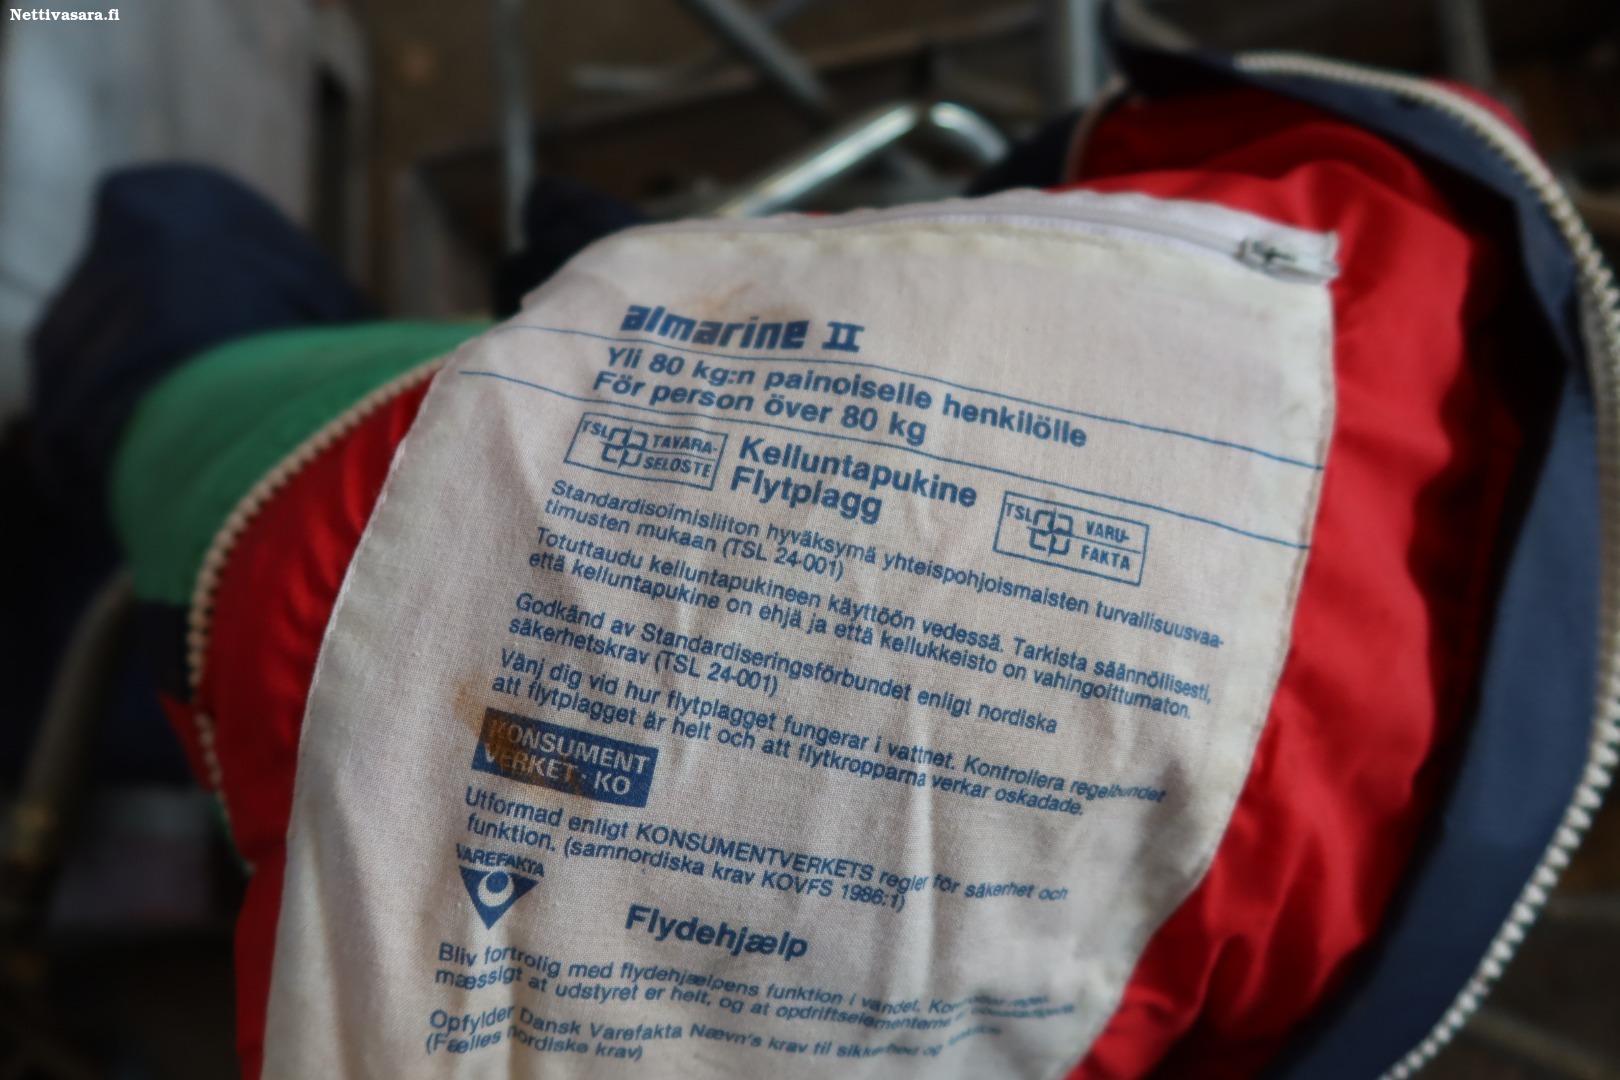 Nettivasara.fi
almarine II
Yli 80 kg:n painoiselle henkilölle
För person över 80 kg
TSL TAVARA-
SELOSTE
Kelluntapukine
Flytplagg
TSL VARU-
FAKTA
Standardisoimisliiton hyväksymä yhteispohjoismaisten turvallisuusvaa-
timusten mukaan (TSL 24-001)
Totuttaudu kelluntapukineen käyttöön vedessä. Tarkista säännöllisesti,
että kelluntapukine on ehjä ja että kellukkeisto on vahingoittumaton.
Godkänd av Standardiseringsförbundet enligt nordiska
säkerhetskrav (TSL 24-001)
Vänj dig vid hur flytplagget fungerar i vattnet. Kontrollera regelbundet
att flytplagget är helt och att flytkropparna verkar oskadade.
KONSUMENT
VERKET; KO
Utformad enligt KONSUMENTVERKETS regler för säkerhet och
funktion. (samnordiska krav KOVFS 1986:1)
VAREFAKTA
Flydehjælp
Bliv fortrolig med flydehjælpens funktion i vandet.
mæssigt at udstyret er helt, og at opdriftselementerne
Opfylder Dansk Varefakta Nævn's krav til sikkerhed og
(Fælles nordiske krav)